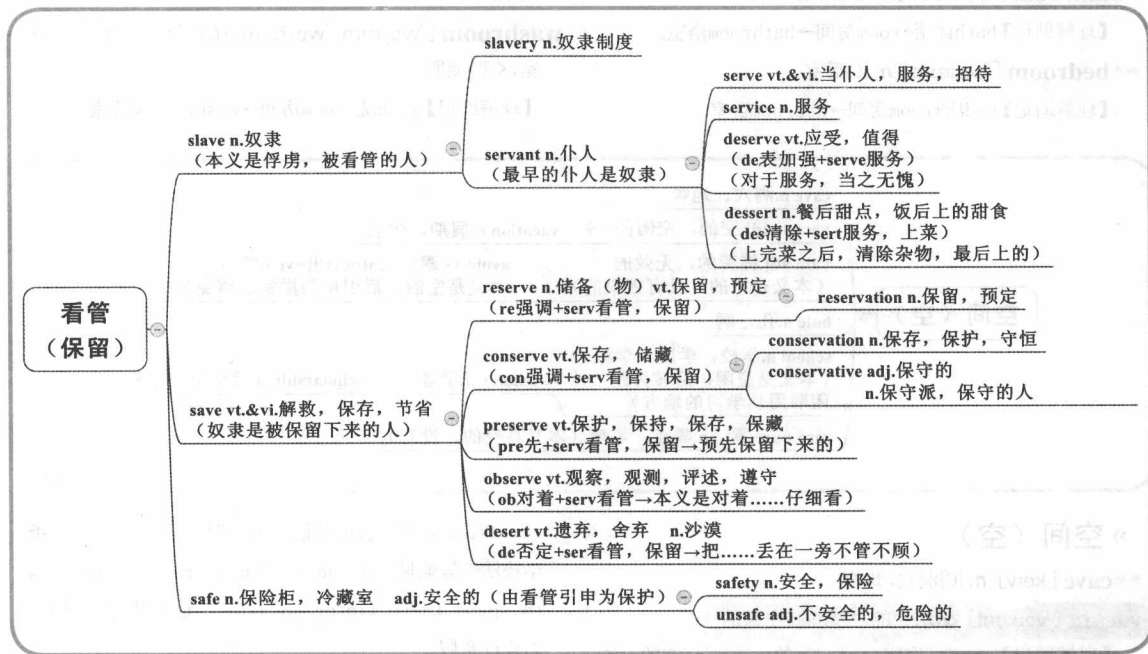 看管
（保留）
slave n.奴隶
（本义是俘虏，被看管的人）
slavery n.奴隶制度
servant n.仆人
（最早的仆人是奴隶）
serve vt.&vi.当仆人，服务，招待
service n.服务
deserve vt.应受，值得
（de表加强+serve服务）
（对于服务，当之无愧）
dessert n.餐后甜点，饭后上的甜食
（des清除+sert服务，上菜）
（上完菜之后，清除杂物，最后上的）
save vt.&vi.解救，保存，节省
（奴隶是被保留下来的人）
reserve n.储备（物）vt.保留，预定
（re强调+serv看管，保留）
reservation n.保留，预定
conserve vt.保存，储藏
（con强调+serv看管，保留）
conservation n.保存，保护，守恒
conservative adj.保守的
n.保守派，保守的人
preserve vt.保护，保持，保存，保藏
（pre先+serv看管，保留→预先保留下来的）
observe vt.观察，观测，评述，遵守
（ob对着+serv看管→本义是对着……仔细看）
desert vt.遗弃，舍弃 n.沙漠
（de否定+ser看管，保留→把……丢在一旁不管不顾）
safe n.保险柜，冷藏室 adj.安全的（由看管引申为保护）
safety n.安全，保险
unsafe adj.不安全的，危险的